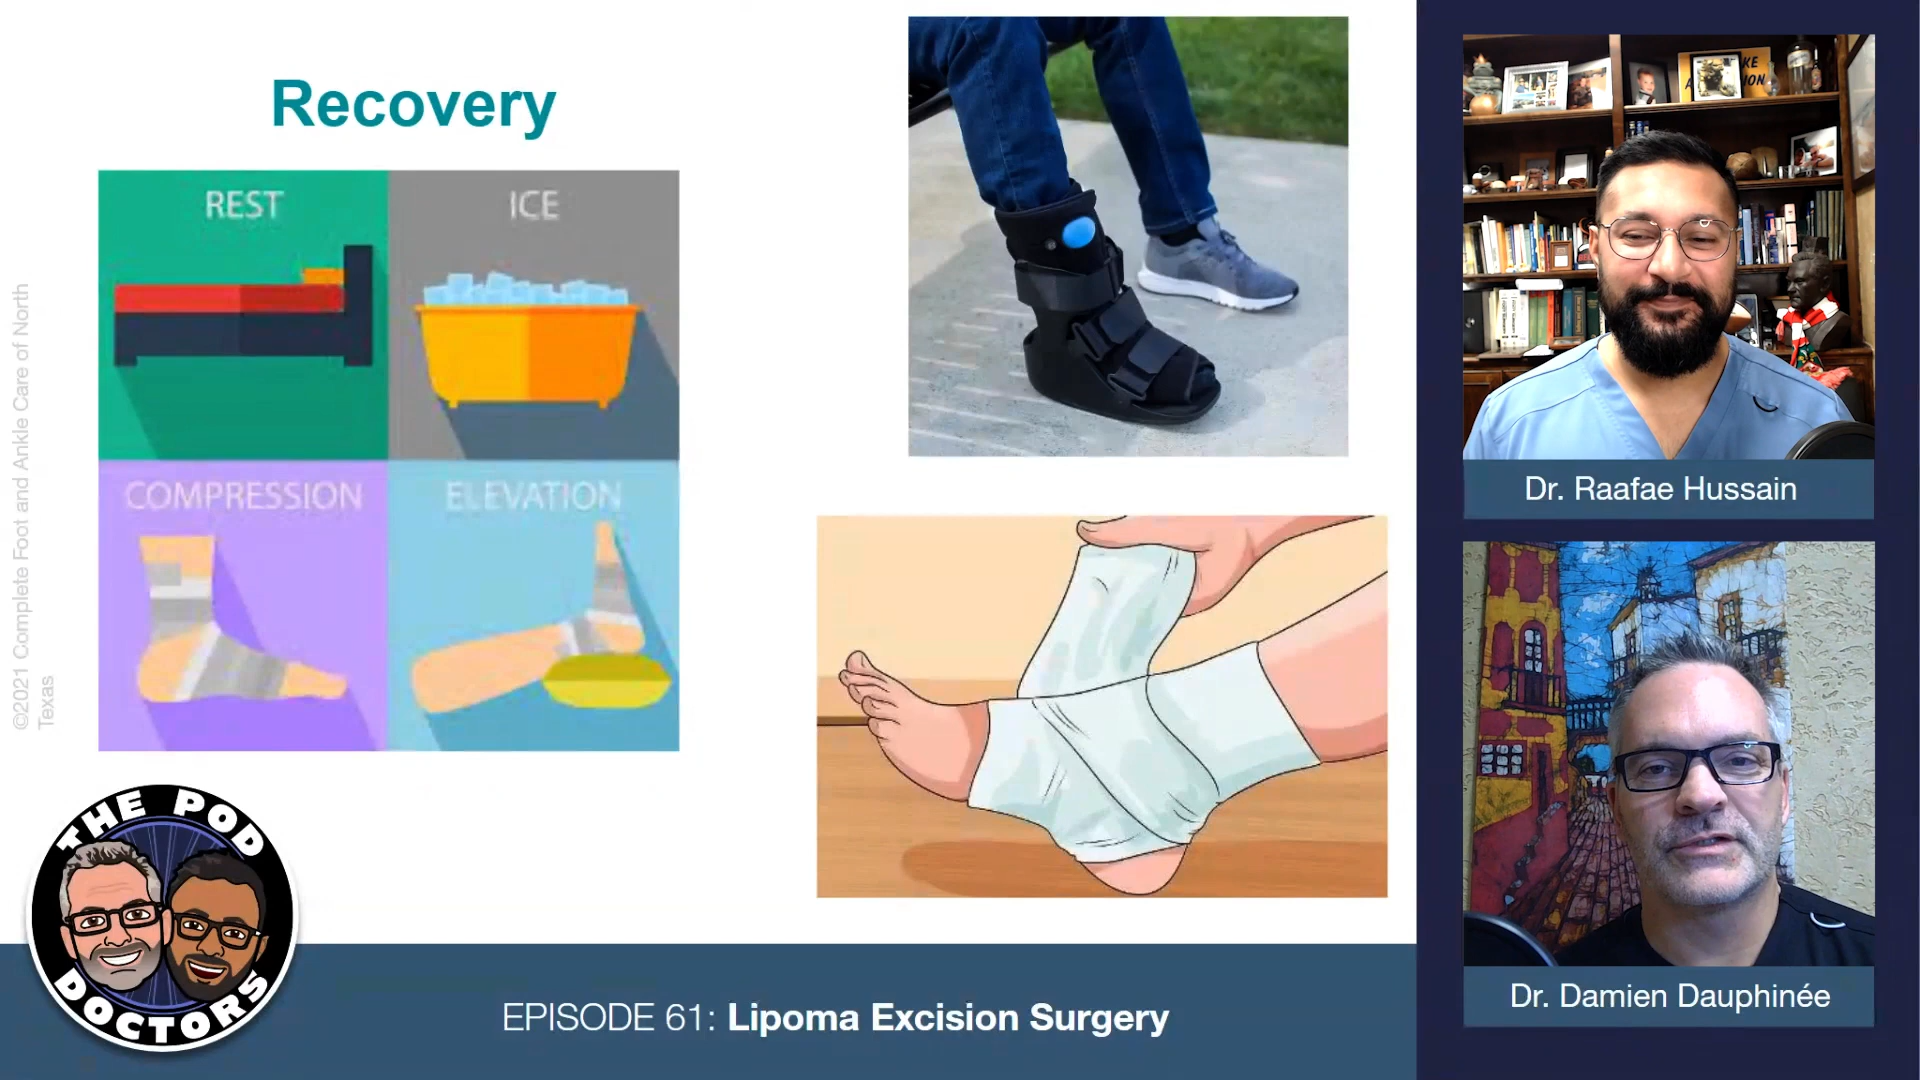 Recovery
REST
ICE
COMPRESSION
ELEVATION
©2021 Complete Foot and Ankle Care of North
Texas
THE POD
DOCTORS
EPISODE 61: Lipoma Excision Surgery
Dr. Raafae Hussain
Dr. Damien Dauphinée